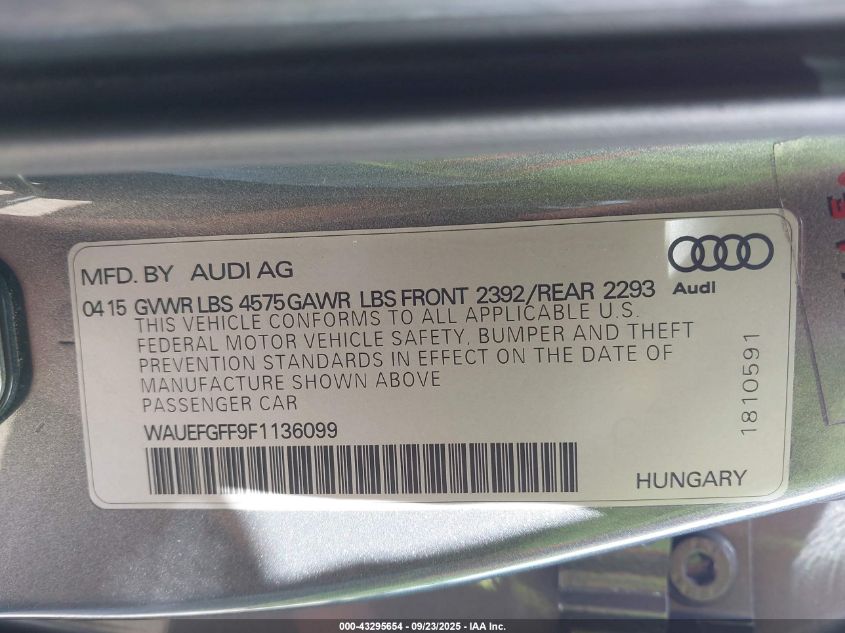 MFD. BY AUDI AG
Audi
0415 GVWR LBS 4575 GAWR LBS FRONT 2392/REAR 2293
THIS VEHICLE CONFORMS TO ALL APPLICABLE U.S.
FEDERAL MOTOR VEHICLE SAFETY, BUMPER AND THEFT
PREVENTION STANDARDS IN EFFECT ON THE DATE OF
MANUFACTURE SHOWN ABOVE
PASSENGER CAR
WAUEFGFF9F1136099
1810591
HUNGARY
000-43295654 - 09/23/2025 - IAA Inc.